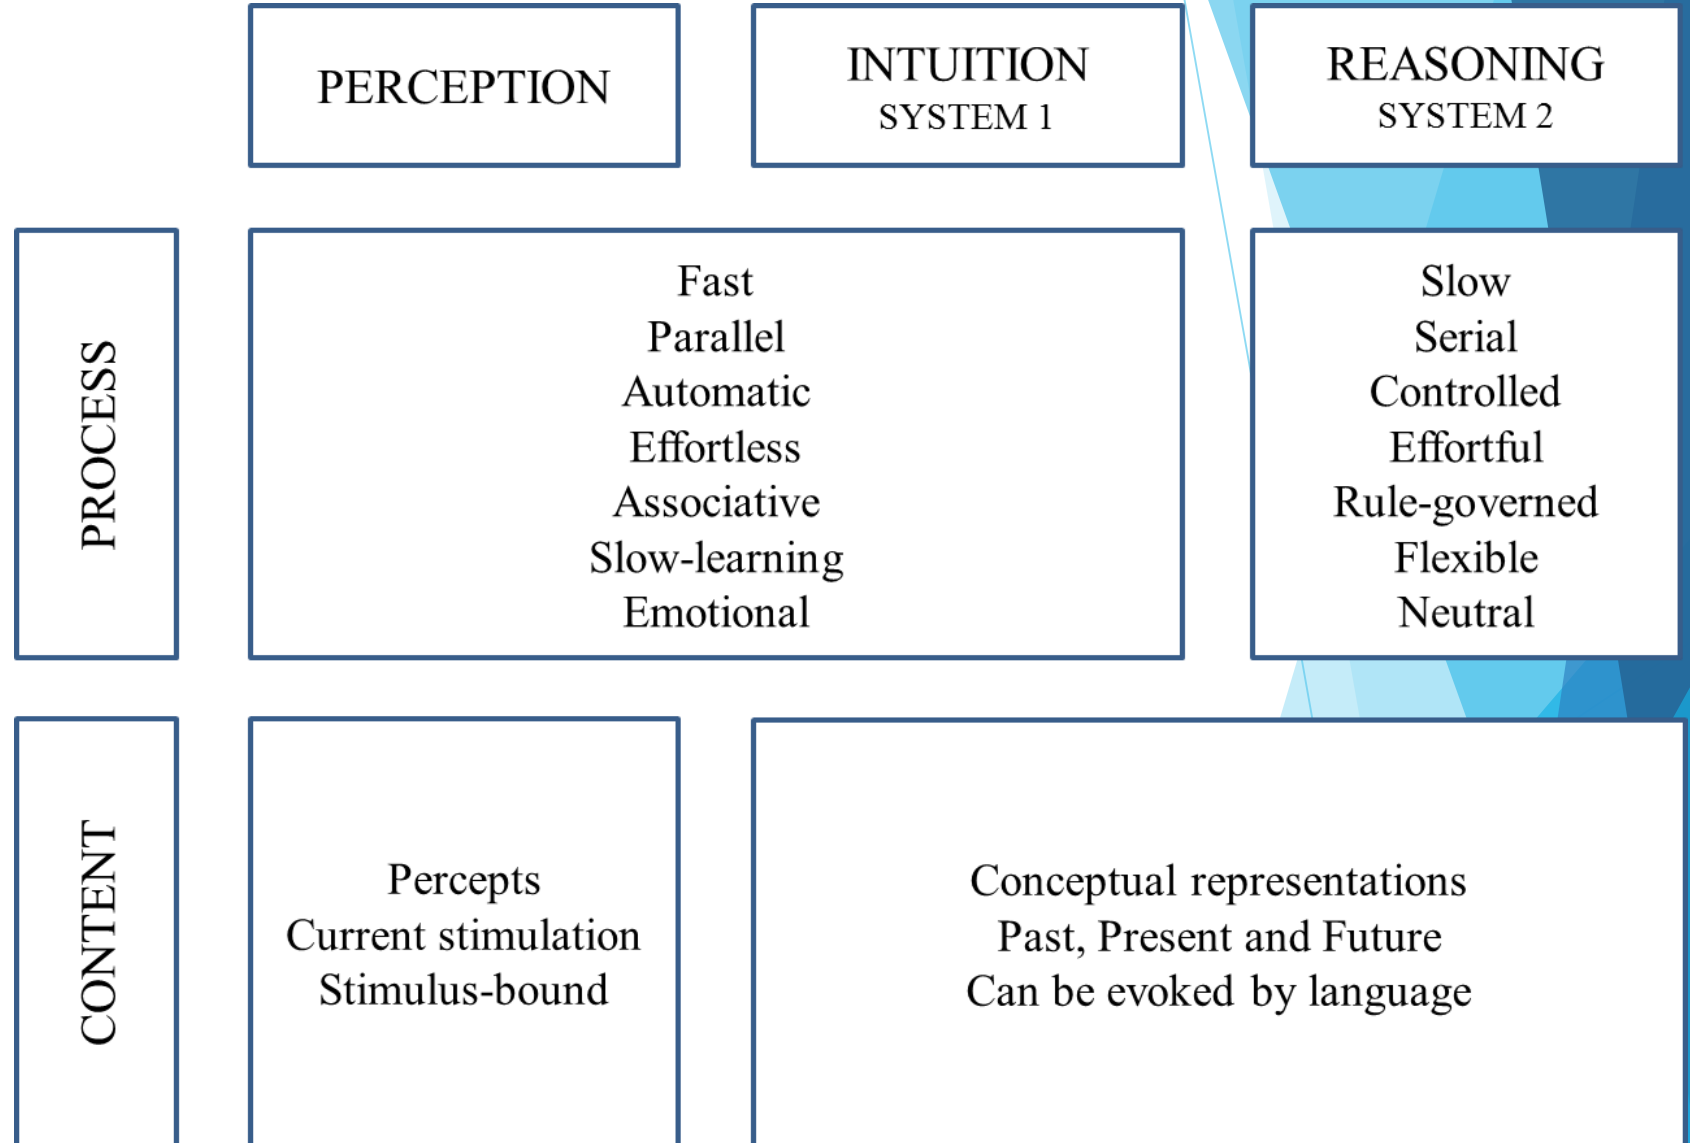 PERCEPTION
INTUITION
SYSTEM 1
REASONING
SYSTEM 2
PROCESS
Fast
Parallel
Automatic
Effortless
Associative
Slow-learning
Emotional
Slow
Serial
Controlled
Effortful
Rule-governed
Flexible
Neutral
CONTENT
Percepts
Current stimulation
Stimulus-bound
Conceptual representations
Past, Present and Future
Can be evoked by language